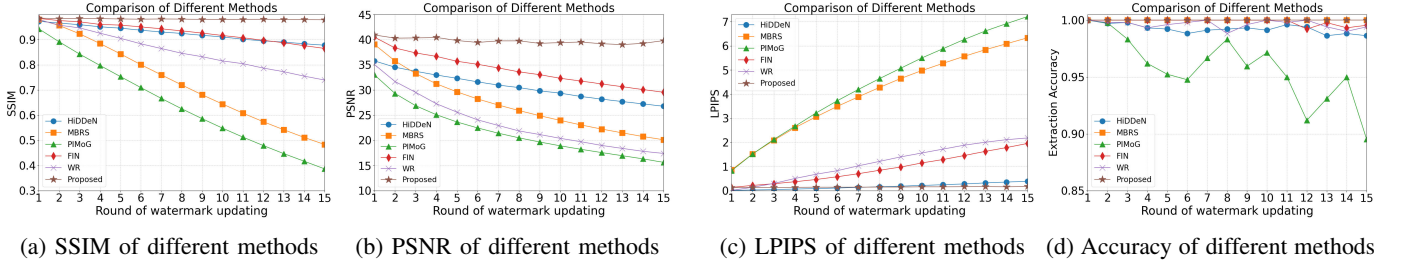 Comparison of Different Methods
SSIM
0.9
0.8
0.7
0.6
0.5
0.4
0.3
HiDDeN
MBRS
PIMoG
FIN
WR
Proposed
1 2 3 4 5 6 7 8 9 10 11 12 13 14 15
Round of watermark updating
(a) SSIM of different methods
Comparison of Different Methods
PSNR
45
40
35
30
25
20
15
10
HiDDeN
MBRS
PIMoG
FIN
WR
Proposed
1 2 3 4 5 6 7 8 9 10 11 12 13 14 15
Round of watermark updating
(b) PSNR of different methods
Comparison of Different Methods
LPIPS
7
6
5
4
3
2
1
0
HiDDeN
MBRS
PIMoG
FIN
WR
Proposed
1 2 3 4 5 6 7 8 9 10 11 12 13 14 15
Round of watermark updating
(c) LPIPS of different methods
Comparison of Different Methods
Extraction Accuracy
1.00
0.95
0.90
0.85
HiDDeN
MBRS
PIMoG
FIN
WR
Proposed
1 2 3 4 5 6 7 8 9 10 11 12 13 14 15
Round of watermark updating
(d) Accuracy of different methods